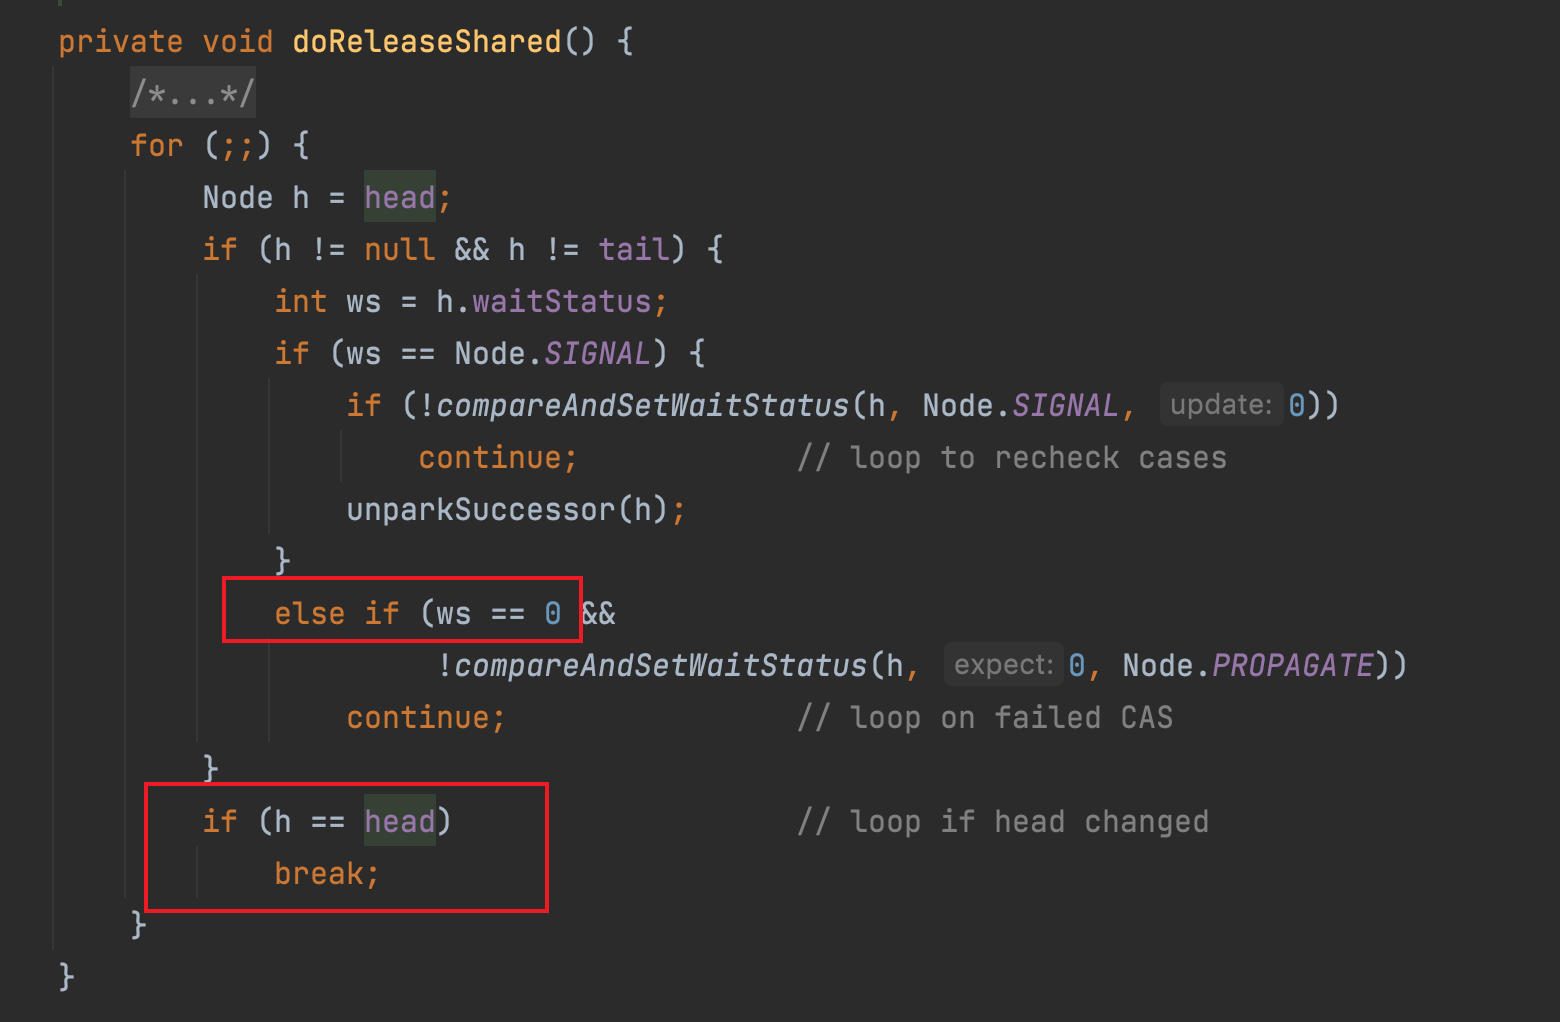 private void doReleaseShared() {
/*...*/
for (;;) {
Node h = head;
if (h != null && h != tail) {
int ws = h.waitStatus;
if (ws == Node.SIGNAL) {
if (!compareAndSetWaitStatus(h, Node.SIGNAL, update: 0))
continue; // loop to recheck cases
unparkSuccessor(h);
}
else if (ws == 0 &&
!compareAndSetWaitStatus(h, expect: 0, Node.PROPAGATE))
continue; // loop on failed CAS
}
if (h == head) // loop if head changed
break;
}
}